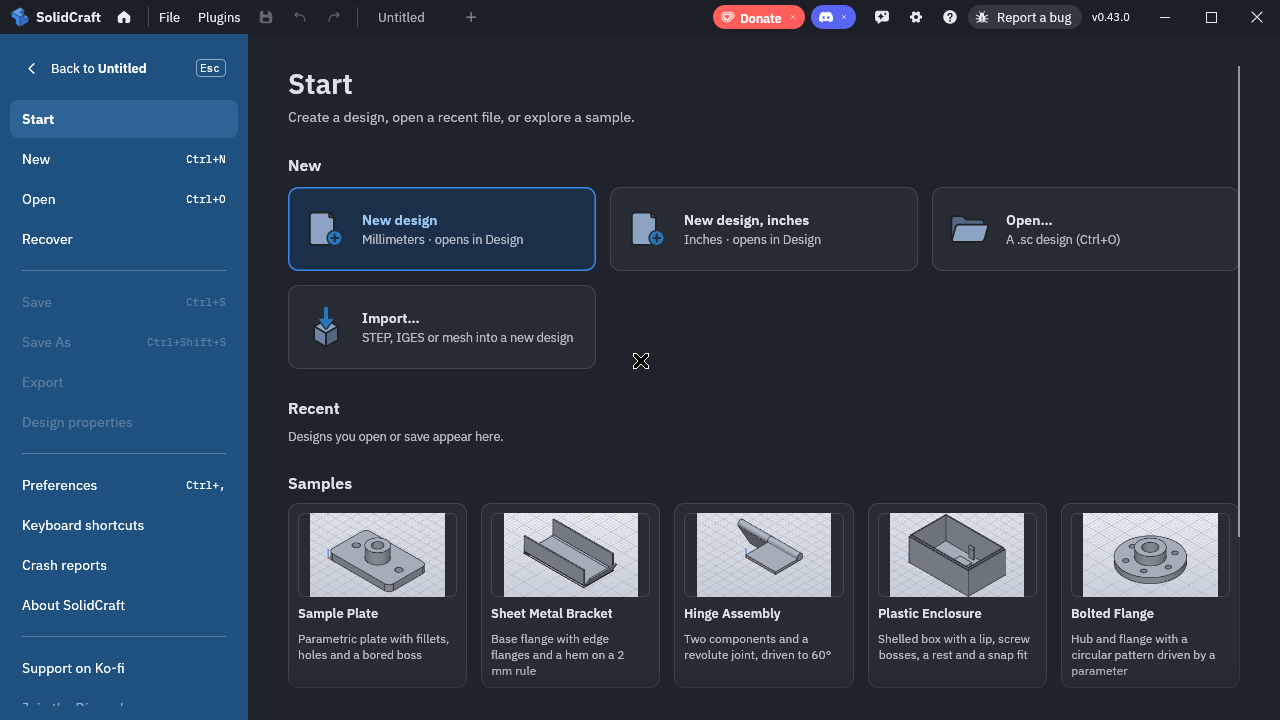 SolidCraft
File
Plugins
Untitled
Donate
Report a bug
v0.43.0
Back to Untitled
Esc
Start
New
Ctrl+N
Open
Ctrl+O
Recover
Save
Ctrl+S
Save As
Ctrl+Shift+S
Export
Design properties
Preferences
Ctrl+,
Keyboard shortcuts
Crash reports
About SolidCraft
Support on Ko-fi
Start
Create a design, open a recent file, or explore a sample.
New
New design
Millimeters · opens in Design
New design, inches
Inches · opens in Design
Open...
A .sc design (Ctrl+O)
Import...
STEP, IGES or mesh into a new design
Recent
Designs you open or save appear here.
Samples
Sample Plate
Parametric plate with fillets,
holes and a bored boss
Sheet Metal Bracket
Base flange with edge
flanges and a hem on a 2
mm rule
Hinge Assembly
Two components and a
revolute joint, driven to 60°
Plastic Enclosure
Shelled box with a lip, screw
bosses, a rest and a snap fit
Bolted Flange
Hub and flange with a
circular pattern driven by a
parameter